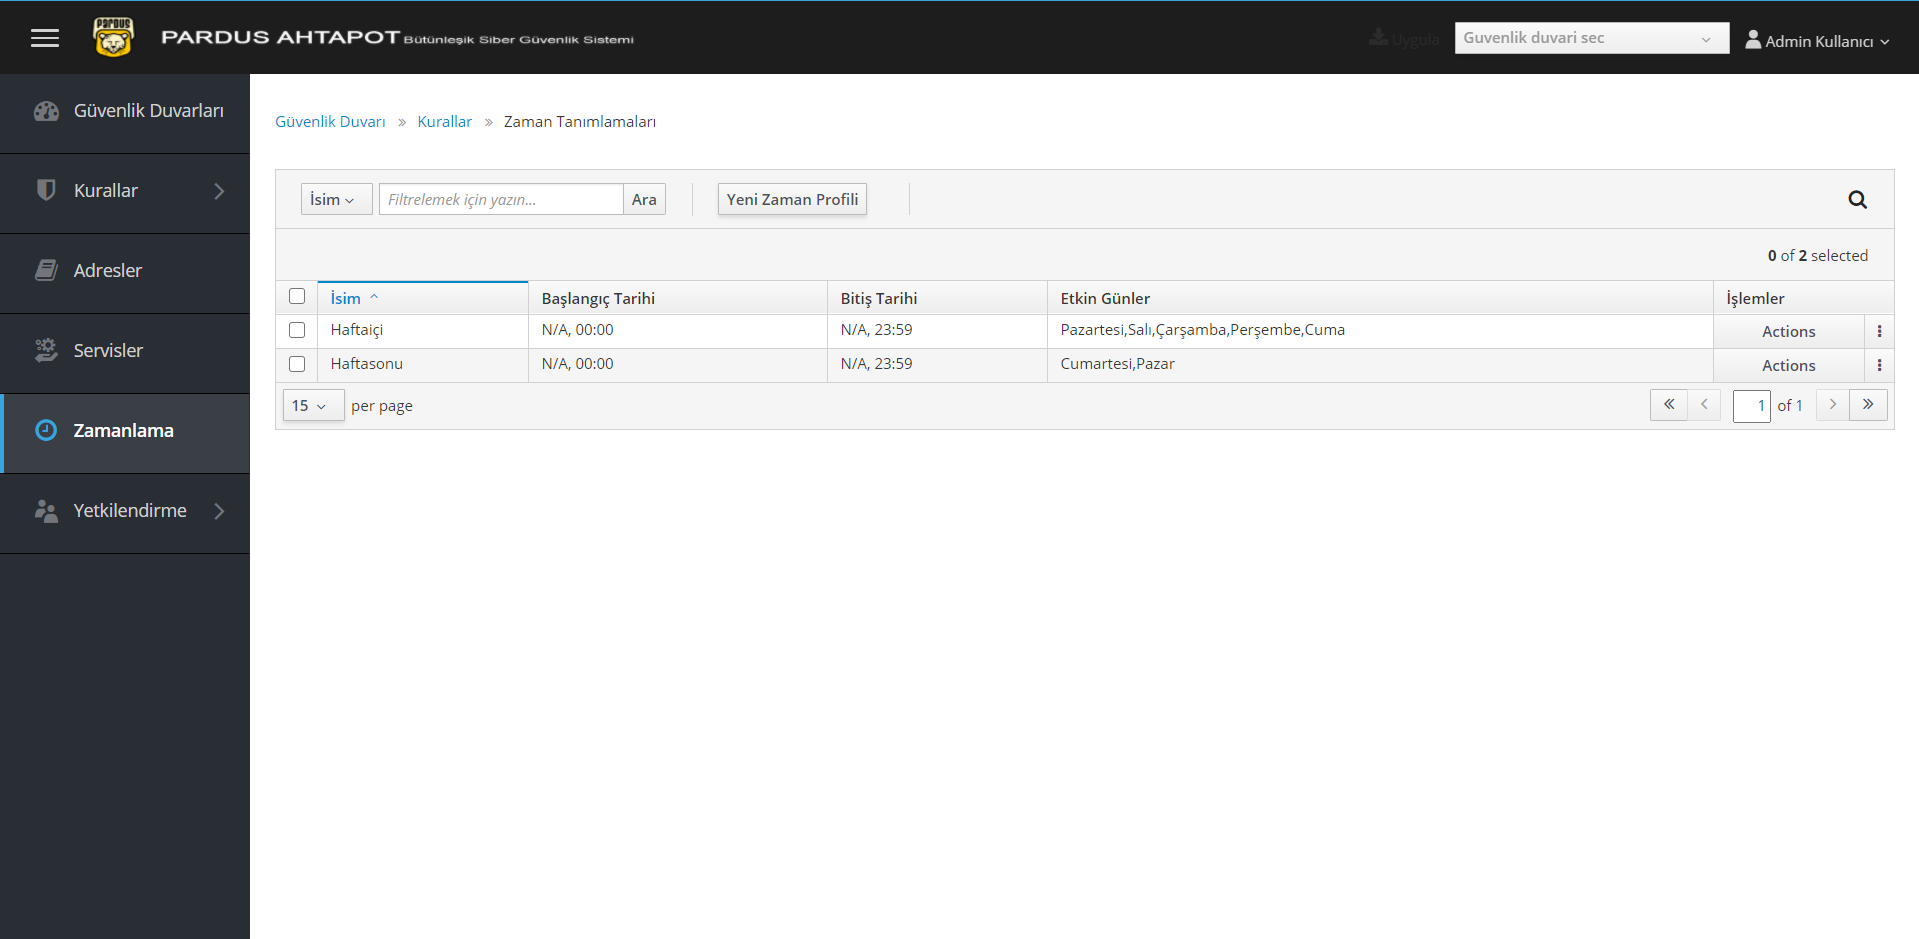 PARDUS
PARDUS AHTAPOT Bütünleşik Siber Güvenlik Sistemi
Uygula
Guvenlik duvari sec
Admin Kullanıcı
Güvenlik Duvarları
Kurallar
Adresler
Servisler
Zamanlama
Yetkilendirme
Güvenlik Duvarı » Kurallar » Zaman Tanımlamaları
İsim Filtrelemek için yazın... Ara Yeni Zaman Profili
0 of 2 selected
İsim Başlangıç Tarihi Bitiş Tarihi Etkin Günler İşlemler
Haftaiçi N/A, 00:00 N/A, 23:59 Pazartesi,Salı,Çarşamba,Perşembe,Cuma Actions
Haftasonu N/A, 00:00 N/A, 23:59 Cumartesi,Pazar Actions
15 per page « < 1 of 1 > »